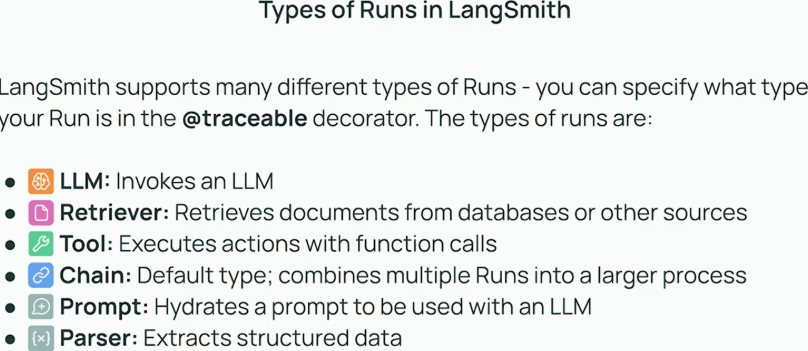 Types of Runs in LangSmith
LangSmith supports many different types of Runs - you can specify what type
your Run is in the @traceable decorator. The types of runs are:
● LLM: Invokes an LLM
● Retriever: Retrieves documents from databases or other sources
● Tool: Executes actions with function calls
● Chain: Default type; combines multiple Runs into a larger process
● Prompt: Hydrates a prompt to be used with an LLM
● {×} Parser: Extracts structured data